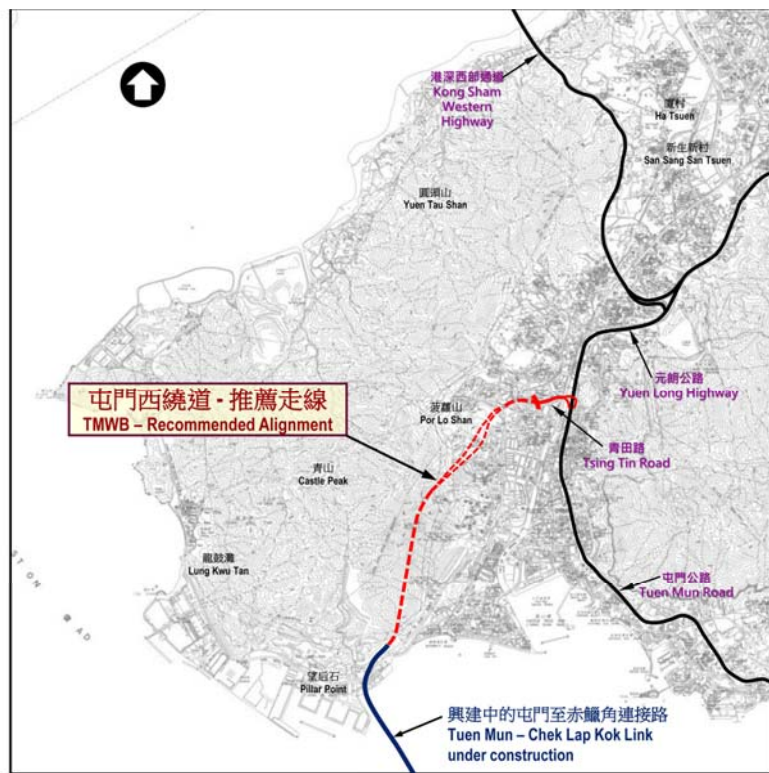 港深西部通道
Kong Sham
Western
Highway
廈村
Ha Tsuen
新生新村
San Sang San Tsuen
圓頭山
Yuen Tau Shan
元朗公路
Yuen Long Highway
屯門西繞道 - 推薦走線
TMWB – Recommended Alignment
菠蘿山
Por Lo Shan
青田路
Tsing Tin Road
青山
Castle Peak
龍鼓灘
Lung Kwu Tan
屯門公路
Tuen Mun Road
望后石
Pillar Point
興建中的屯門至赤鱲角連接路
Tuen Mun – Chek Lap Kok Link
under construction